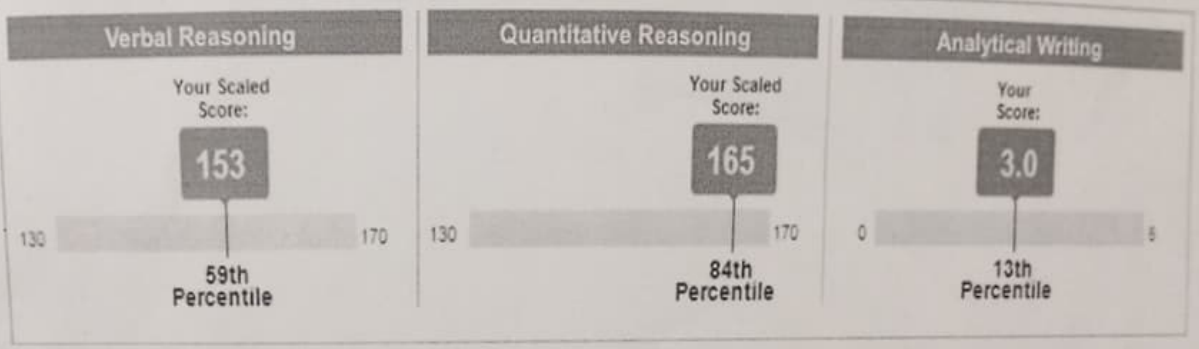 Verbal Reasoning
Your Scaled
Score:
153
130
170
59th
Percentile
Quantitative Reasoning
Your Scaled
Score:
165
130
170
84th
Percentile
Analytical Writing
Your
Score:
3.0
0
6
13th
Percentile